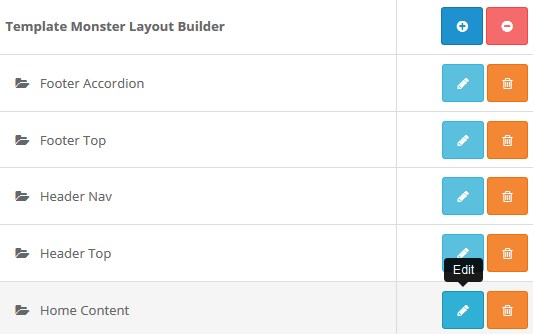 Template Monster Layout Builder
Footer Accordion
Footer Top
Header Nav
Header Top
Edit
Home Content